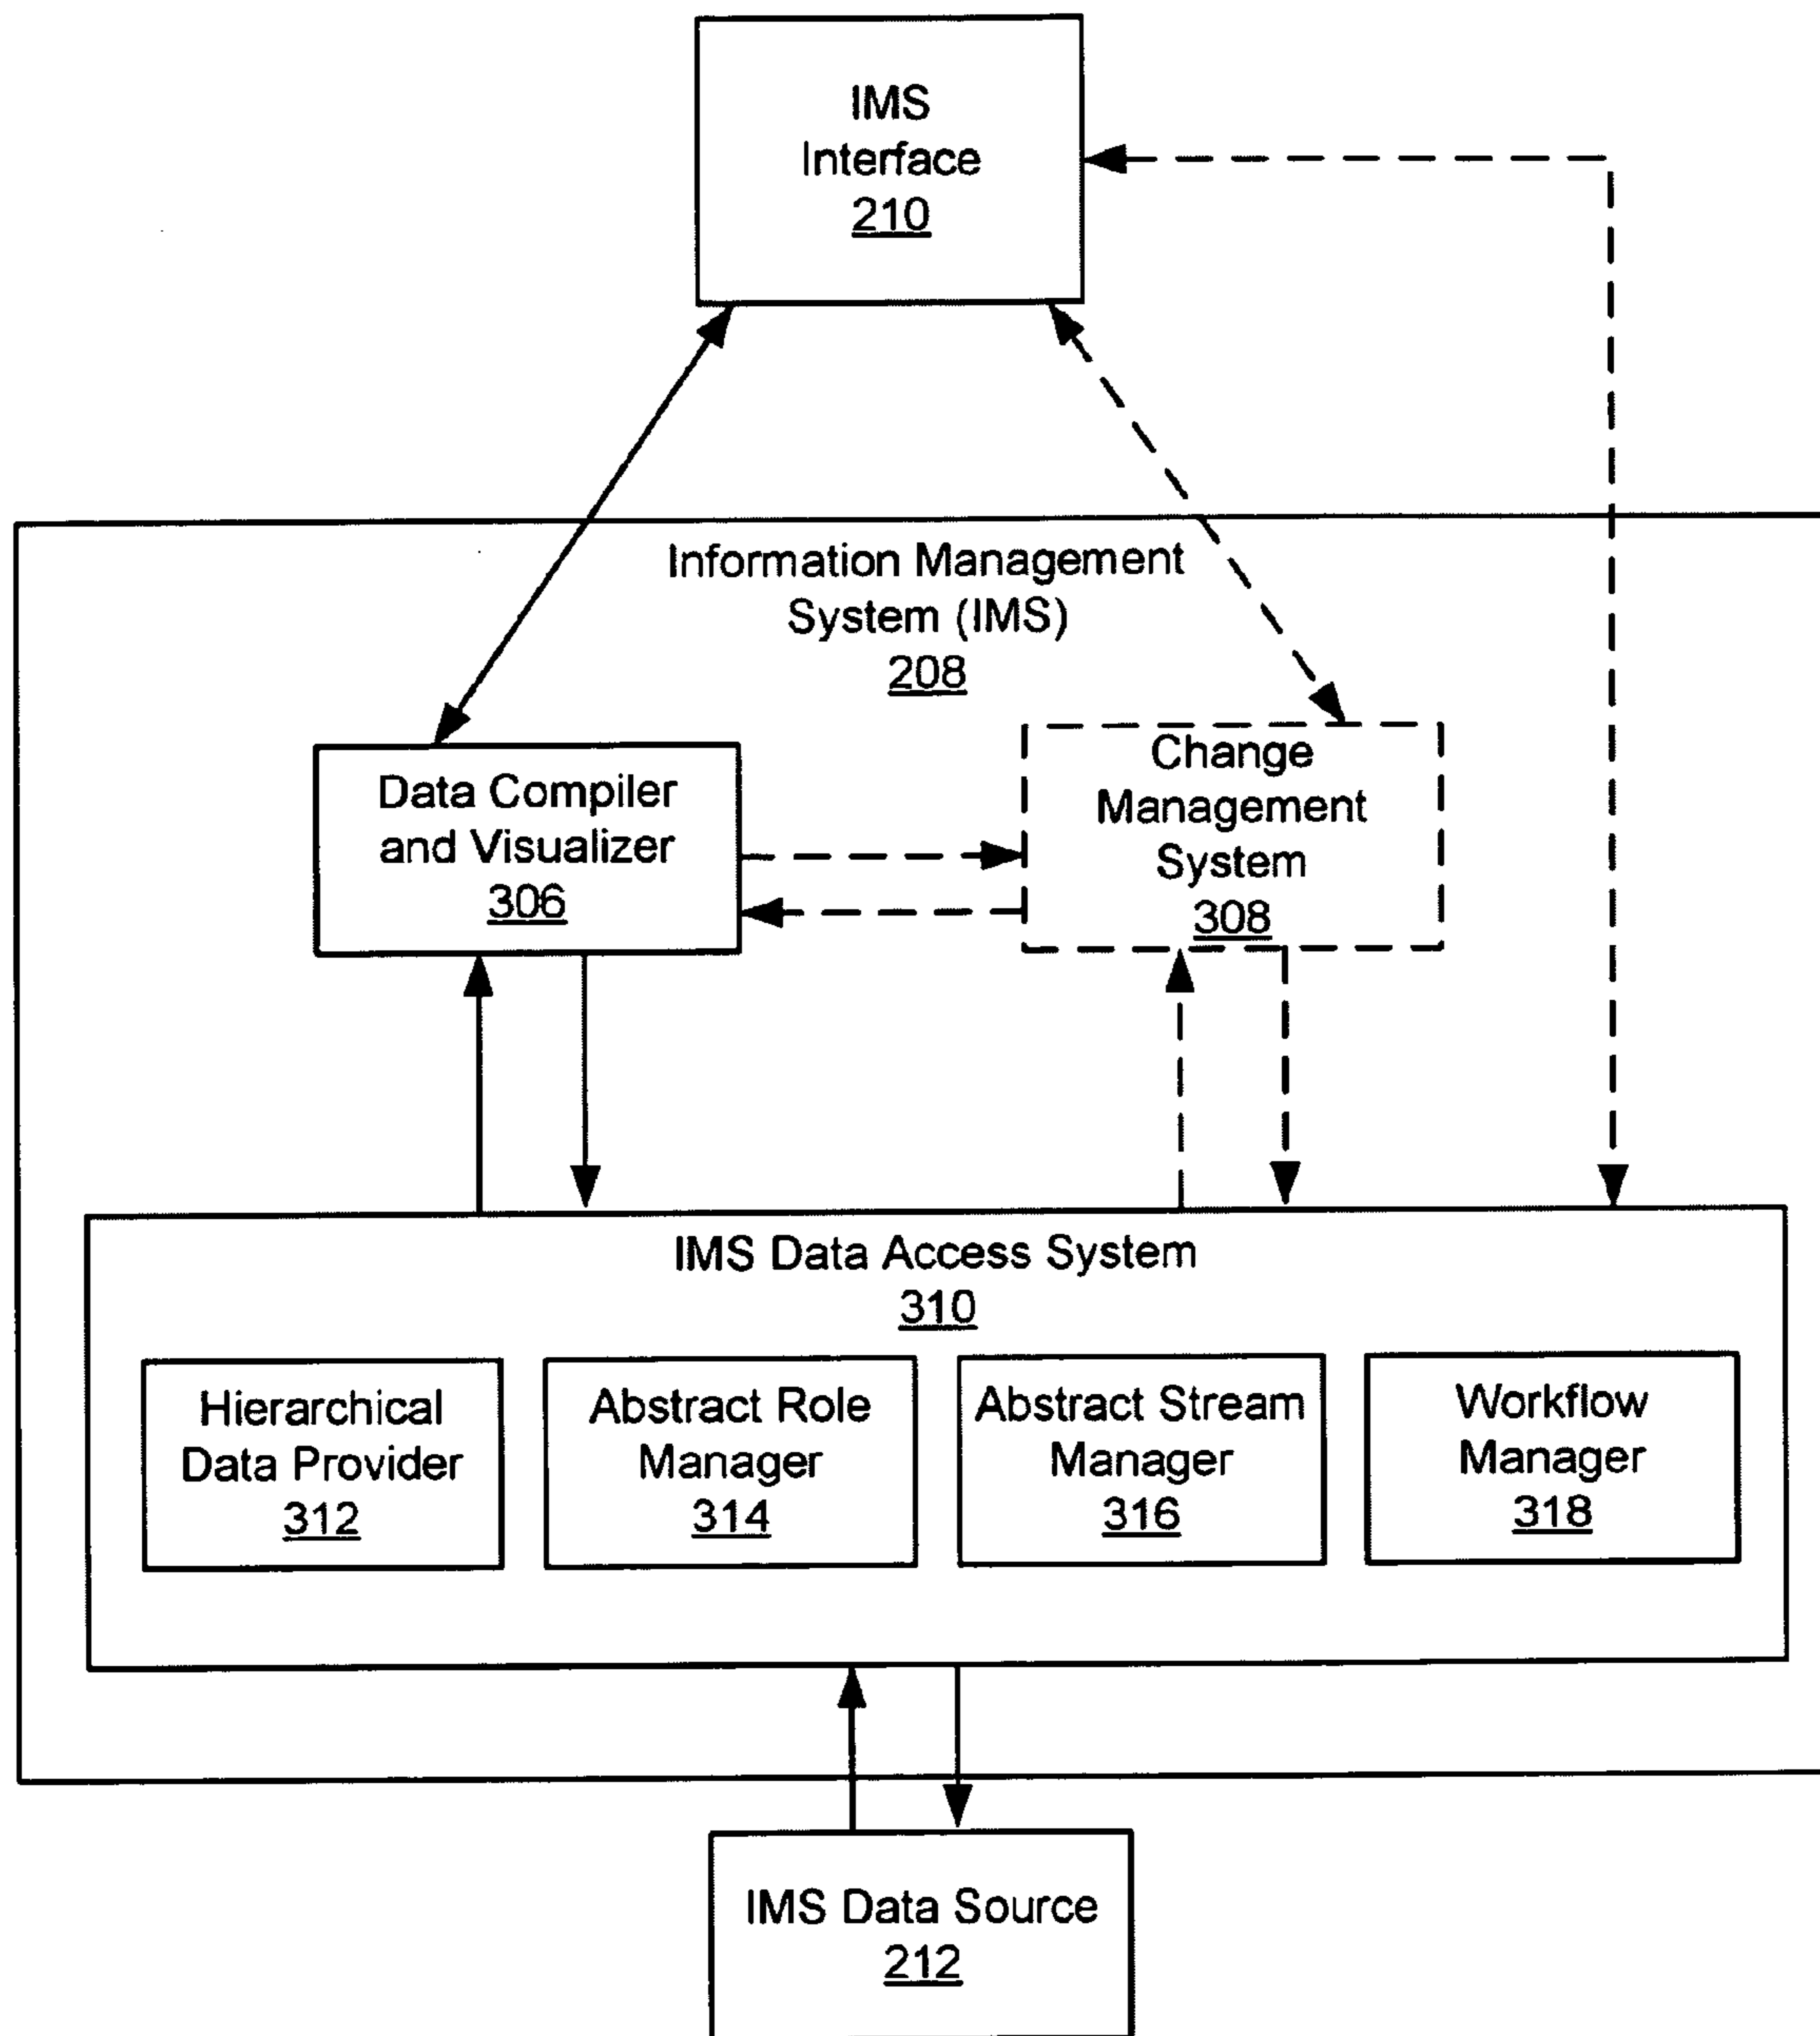 IMS
Interface
210
Information Management
System (IMS)
208
Data Compiler
and Visualizer
306
Change
Management
System
308
IMS Data Access System
310
Hierarchical
Data Provider
312
Abstract Role
Manager
314
Abstract Stream
Manager
316
Workflow
Manager
318
IMS Data Source
212